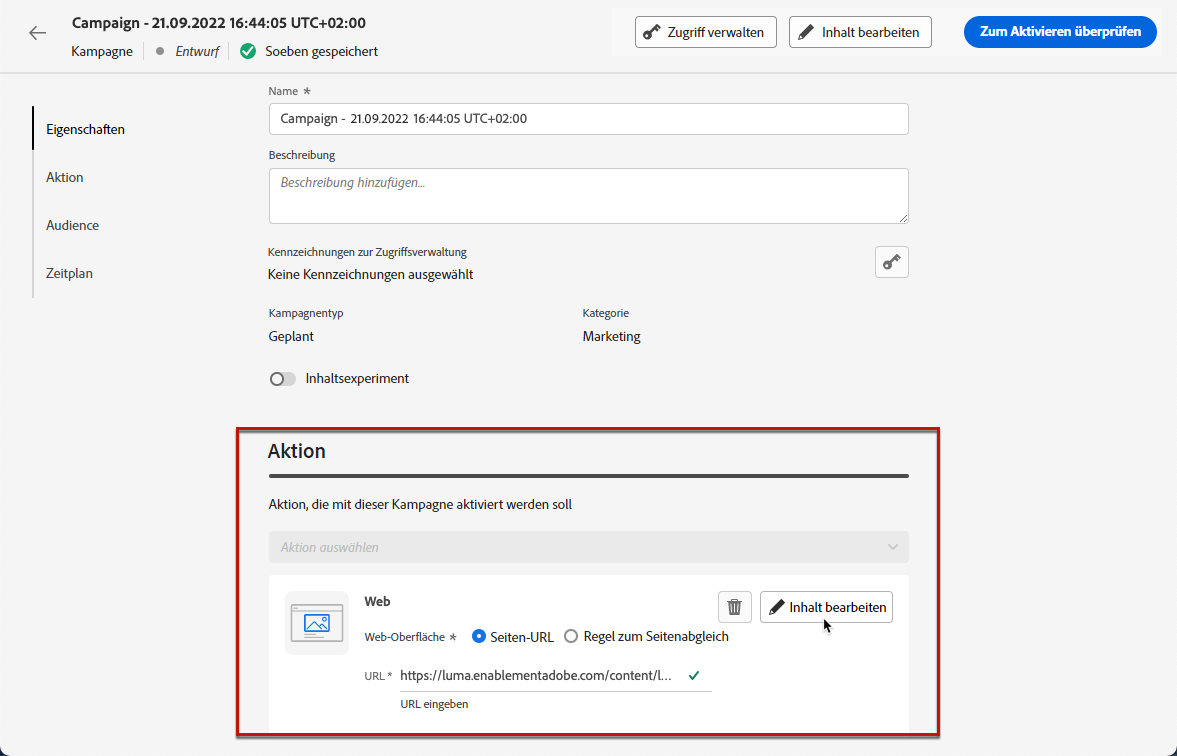 Campaign - 21.09.2022 16:44:05 UTC+02:00
Kampagne
Entwurf
Soeben gespeichert
Zugriff verwalten
Inhalt bearbeiten
Zum Aktivieren überprüfen
Eigenschaften
Aktion
Audience
Zeitplan
Name *
Campaign - 21.09.2022 16:44:05 UTC+02:00
Beschreibung
Beschreibung hinzufügen...
Kennzeichnungen zur Zugriffsverwaltung
Keine Kennzeichnungen ausgewählt
Kampagnentyp
Kategorie
Geplant
Marketing
Inhaltsexperiment
Aktion
Aktion, die mit dieser Kampagne aktiviert werden soll
Aktion auswählen
Web
Inhalt bearbeiten
Web-Oberfläche * Seiten-URL Regel zum Seitenabgleich
URL * https://luma.enablementadobe.com/content/l...
URL eingeben